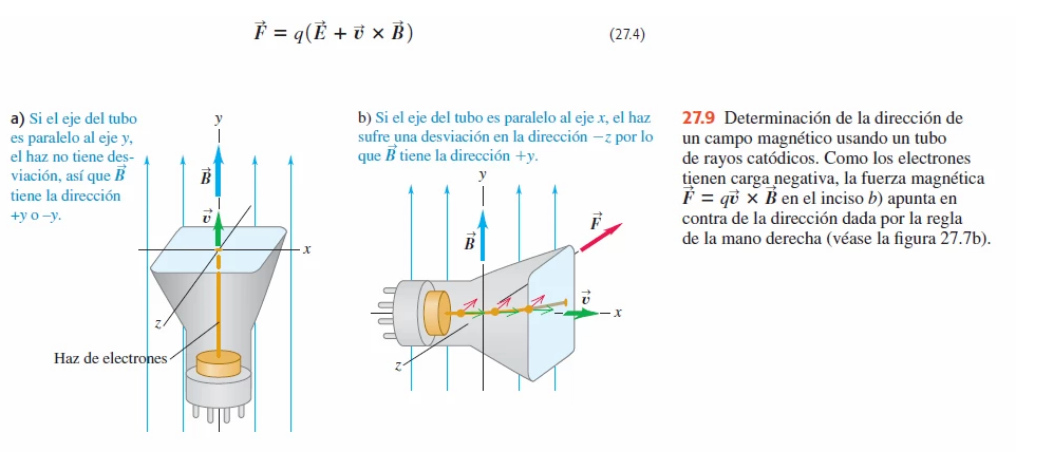 F⃗ = q(E⃗ + v⃗ × B⃗) (27.4)
a) Si el eje del tubo
es paralelo al eje y,
el haz no tiene des-
viación, así que B⃗
tiene la dirección
+y o –y.
y
B⃗
v⃗
x
z
Haz de electrones
b) Si el eje del tubo es paralelo al eje x, el haz
sufre una desviación en la dirección −z por lo
que B⃗ tiene la dirección +y.
y
B⃗
F⃗
v⃗
x
z
27.9 Determinación de la dirección de
un campo magnético usando un tubo
de rayos catódicos. Como los electrones
tienen carga negativa, la fuerza magnética
F⃗ = qv⃗ × B⃗ en el inciso b) apunta en
contra de la dirección dada por la regla
de la mano derecha (véase la figura 27.7b).